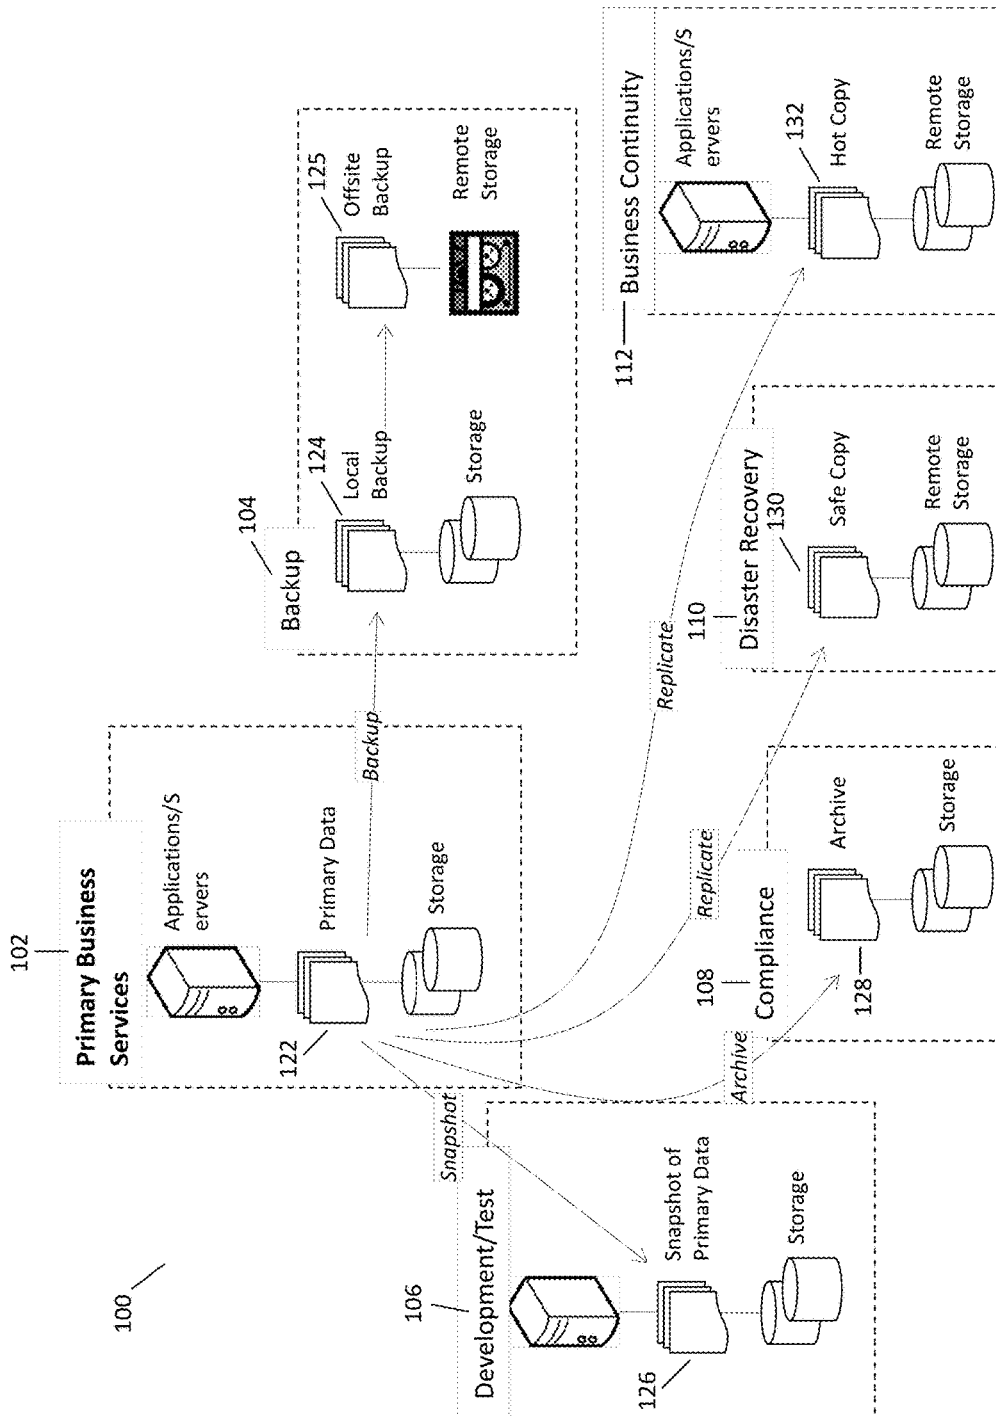 100
102
Primary Business
Services
Applications/S
ervers
122
Primary Data
Storage
Backup
104
Backup
124
Local
Backup
Storage
125
Offsite
Backup
Remote
Storage
Snapshot
106
Development/Test
126
Snapshot of
Primary Data
Storage
Archive
108
Compliance
128
Archive
Storage
Replicate
110
Disaster Recovery
130
Safe Copy
Remote
Storage
Replicate
112
Business Continuity
Applications/S
ervers
132
Hot Copy
Remote
Storage